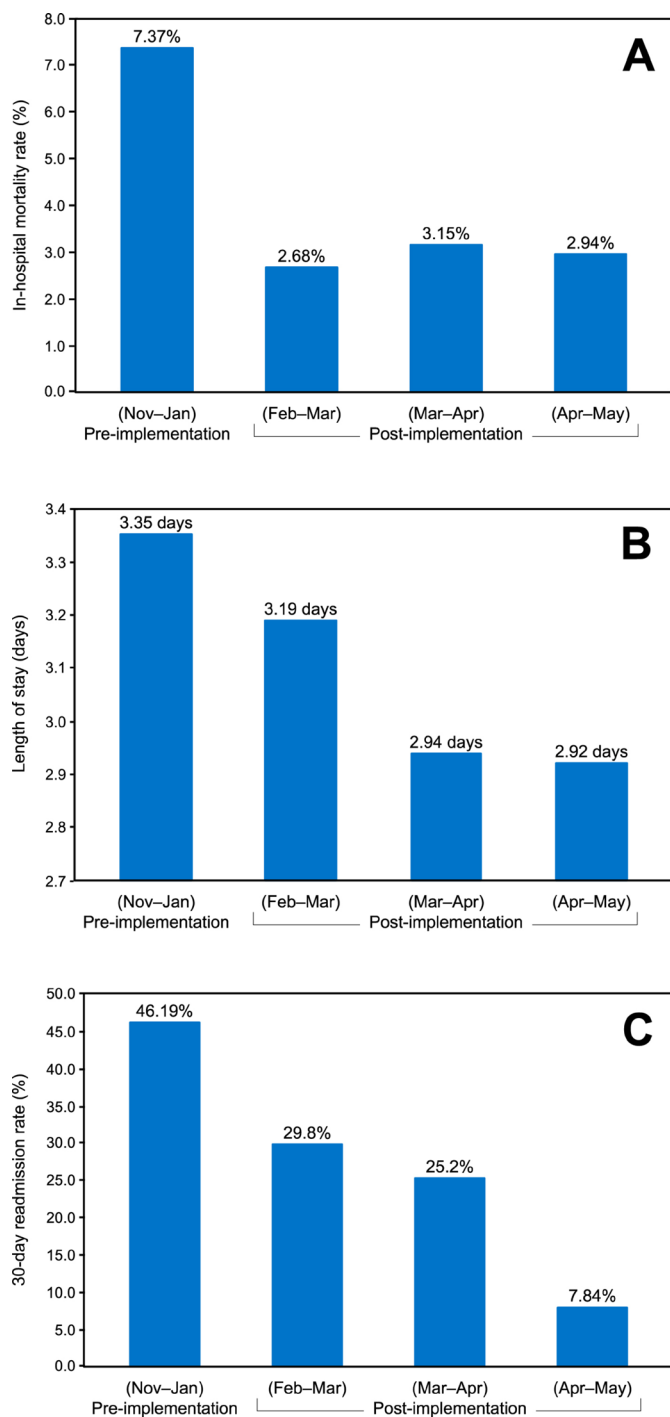 A
In-hospital mortality rate (%)
8.0
7.0
6.0
5.0
4.0
3.0
2.0
1.0
0.0
7.37%
2.68%
3.15%
2.94%
(Nov–Jan) (Feb–Mar) (Mar–Apr) (Apr–May)
Pre-implementation Post-implementation
B
Length of stay (days)
3.4
3.3
3.2
3.1
3.0
2.9
2.8
2.7
3.35 days
3.19 days
2.94 days
2.92 days
(Nov–Jan) (Feb–Mar) (Mar–Apr) (Apr–May)
Pre-implementation Post-implementation
C
30-day readmission rate (%)
50.0
45.0
40.0
35.0
30.0
25.0
20.0
15.0
10.0
5.0
0.0
46.19%
29.8%
25.2%
7.84%
(Nov–Jan) (Feb–Mar) (Mar–Apr) (Apr–May)
Pre-implementation Post-implementation